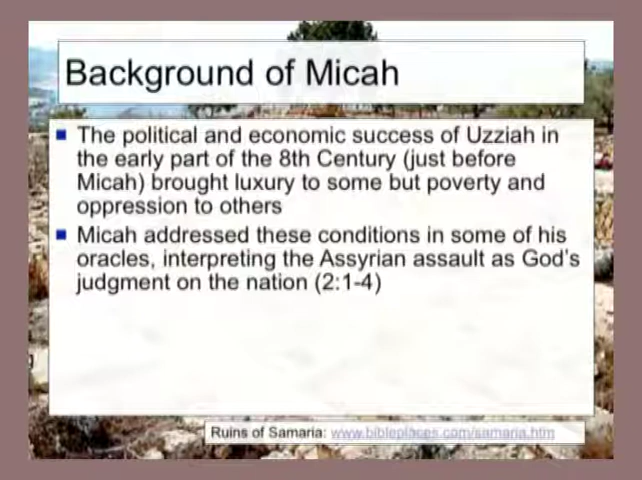 Background of Micah
The political and economic success of Uzziah in
the early part of the 8th Century (just before
Micah) brought luxury to some but poverty and
oppression to others
Micah addressed these conditions in some of his
oracles, interpreting the Assyrian assault as God's
judgment on the nation (2:1-4)
Ruins of Samaria: www.bibleplaces.com/samaria.htm